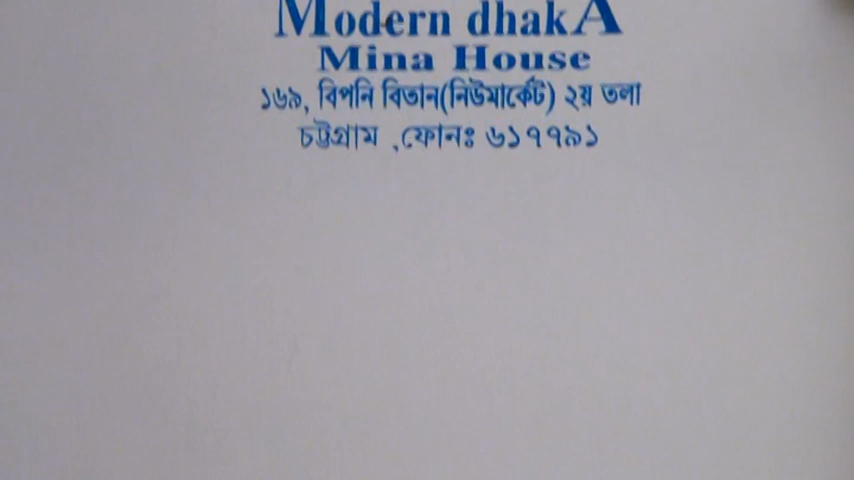 Modern dhakA
Mina House
১৬৯, বিপনি বিতান(নিউমার্কেট) ২য় তলা
চট্টগ্রাম ,ফোনঃ ৬১৭৭৯১